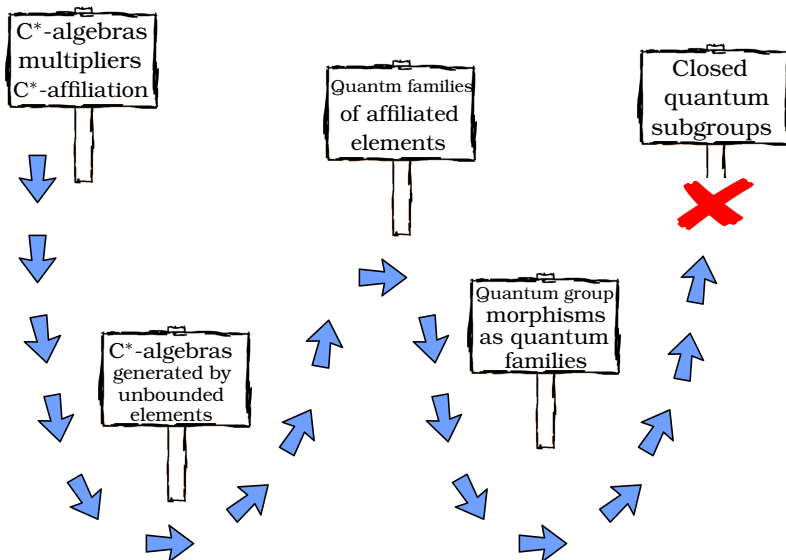 C*-algebras
multipliers
C*-affiliation
Quantm families
of affiliated
elements
Closed
quantum
subgroups
C*-algebras
generated by
unbounded
elements
Quantum group
morphisms
as quantum
families